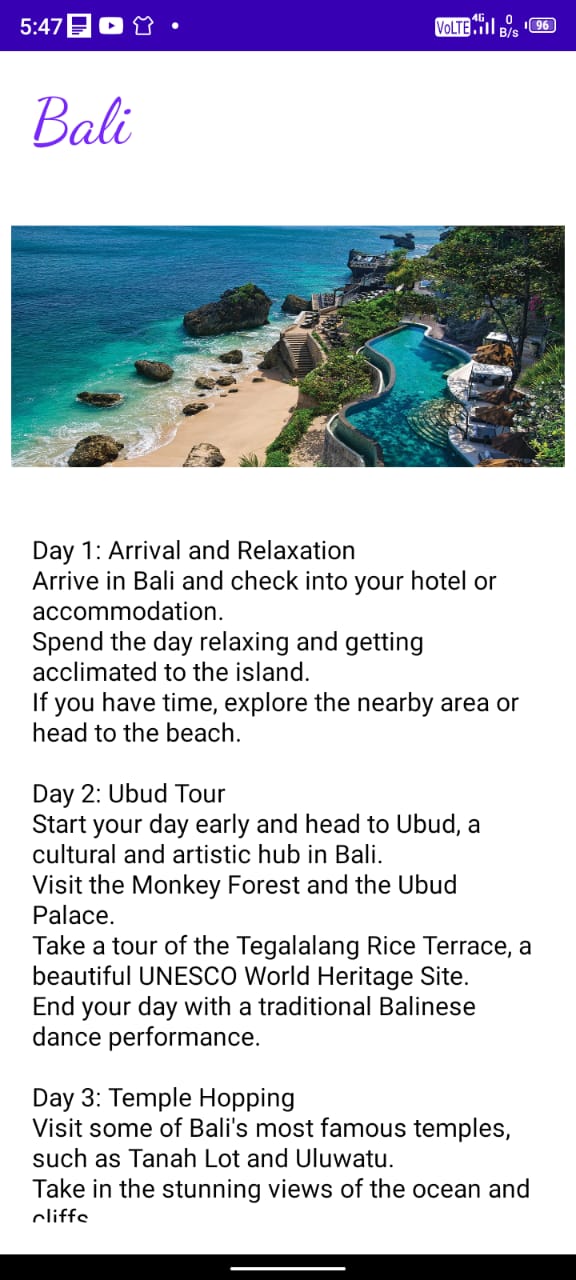 5:47
VoLTE 4G 0 B/s 96
Bali
Day 1: Arrival and Relaxation
Arrive in Bali and check into your hotel or
accommodation.
Spend the day relaxing and getting
acclimated to the island.
If you have time, explore the nearby area or
head to the beach.
Day 2: Ubud Tour
Start your day early and head to Ubud, a
cultural and artistic hub in Bali.
Visit the Monkey Forest and the Ubud
Palace.
Take a tour of the Tegalalang Rice Terrace, a
beautiful UNESCO World Heritage Site.
End your day with a traditional Balinese
dance performance.
Day 3: Temple Hopping
Visit some of Bali's most famous temples,
such as Tanah Lot and Uluwatu.
Take in the stunning views of the ocean and
cliffs